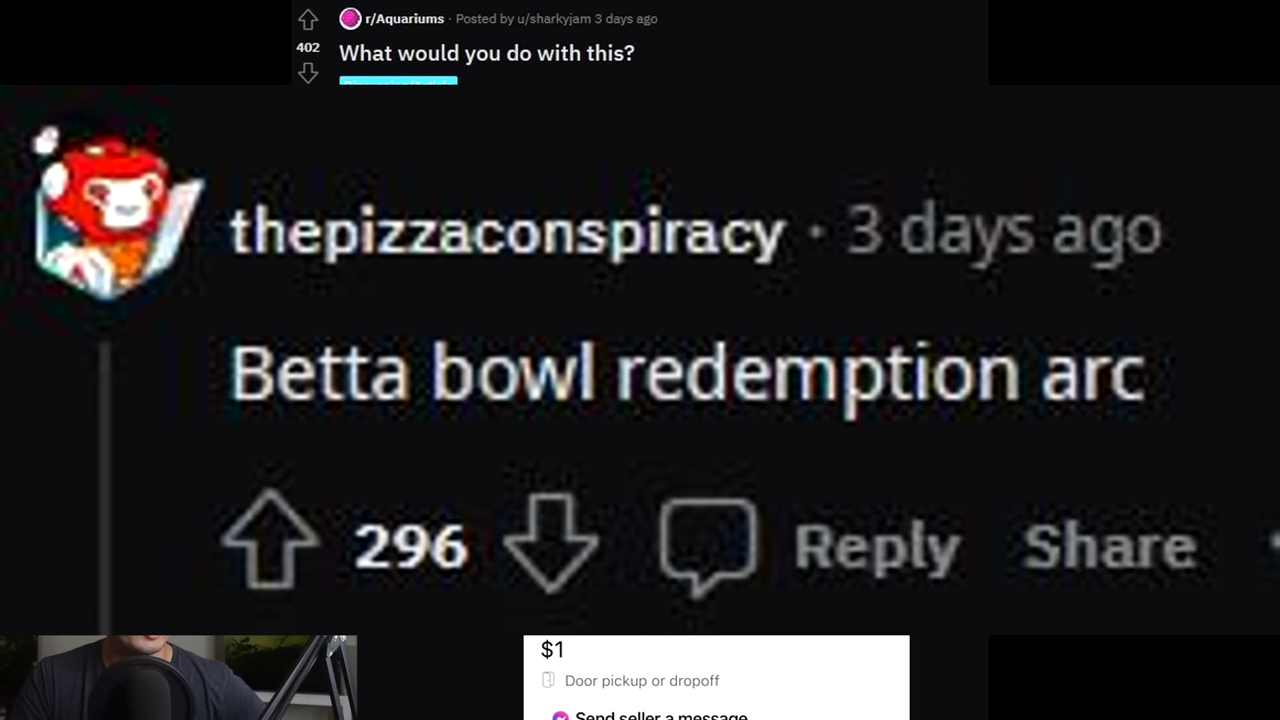 r/Aquariums · Posted by u/sharkyjam 3 days ago
402
What would you do with this?
thepizzaconspiracy · 3 days ago
Betta bowl redemption arc
296 Reply Share
$1
Door pickup or dropoff
Send seller a message